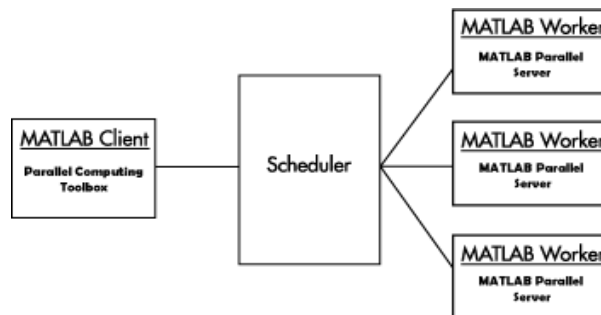 MATLAB Client
Parallel Computing
Toolbox
Scheduler
MATLAB Worker
MATLAB Parallel
Server
MATLAB Worker
MATLAB Parallel
Server
MATLAB Worker
MATLAB Parallel
Server